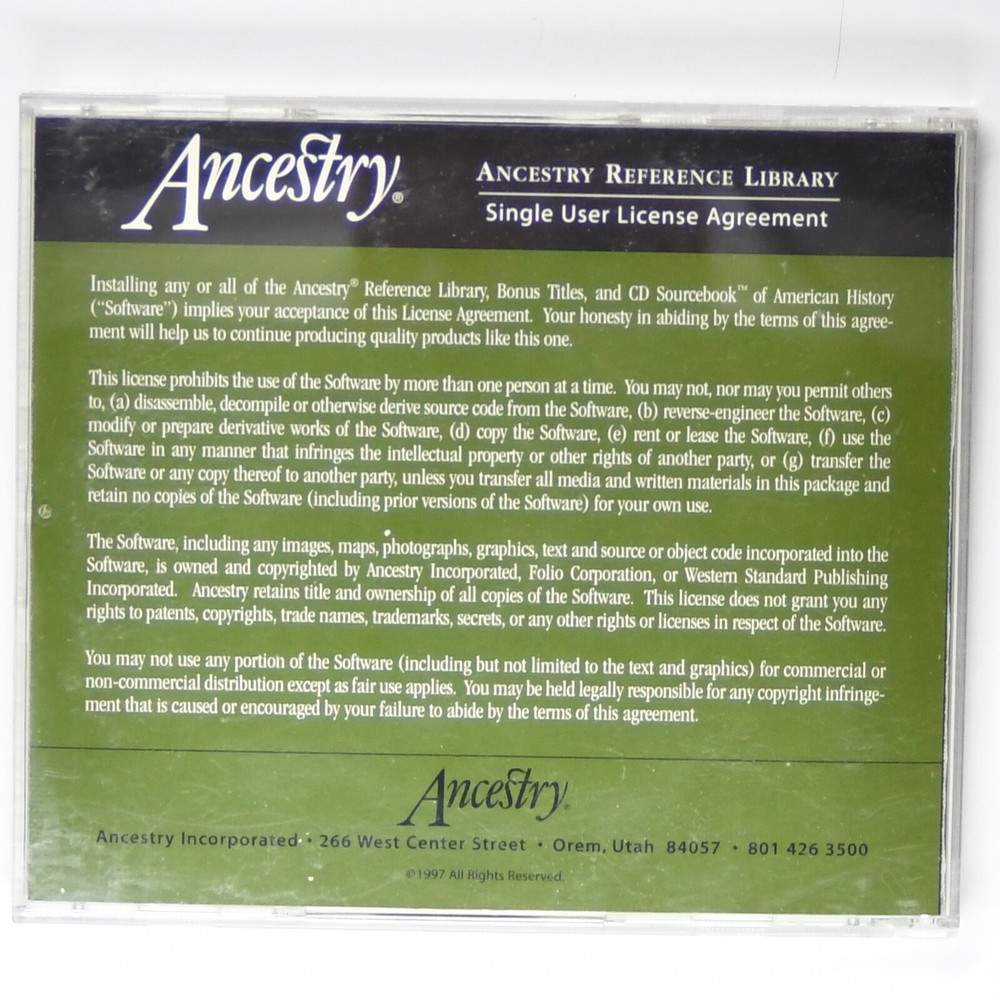 Ancestry®
ANCESTRY REFERENCE LIBRARY
Single User License Agreement
Installing any or all of the Ancestry® Reference Library, Bonus Titles, and CD Sourcebook™ of American History
(“Software”) implies your acceptance of this License Agreement. Your honesty in abiding by the terms of this agree-
ment will help us to continue producing quality products like this one.
This license prohibits the use of the Software by more than one person at a time. You may not, nor may you permit others
to, (a) disassemble, decompile or otherwise derive source code from the Software, (b) reverse-engineer the Software, (c)
modify or prepare derivative works of the Software, (d) copy the Software, (e) rent or lease the Software, (f) use the
Software in any manner that infringes the intellectual property or other rights of another party, or (g) transfer the
Software or any copy thereof to another party, unless you transfer all media and written materials in this package and
retain no copies of the Software (including prior versions of the Software) for your own use.
The Software, including any images, maps, photographs, graphics, text and source or object code incorporated into the
Software, is owned and copyrighted by Ancestry Incorporated, Folio Corporation, or Western Standard Publishing
Incorporated. Ancestry retains title and ownership of all copies of the Software. This license does not grant you any
rights to patents, copyrights, trade names, trademarks, secrets, or any other rights or licenses in respect of the Software.
You may not use any portion of the Software (including but not limited to the text and graphics) for commercial or
non-commercial distribution except as fair use applies. You may be held legally responsible for any copyright infringe-
ment that is caused or encouraged by your failure to abide by the terms of this agreement.
Ancestry®
Ancestry Incorporated • 266 West Center Street • Orem, Utah 84057 • 801 426 3500
©1997 All Rights Reserved.